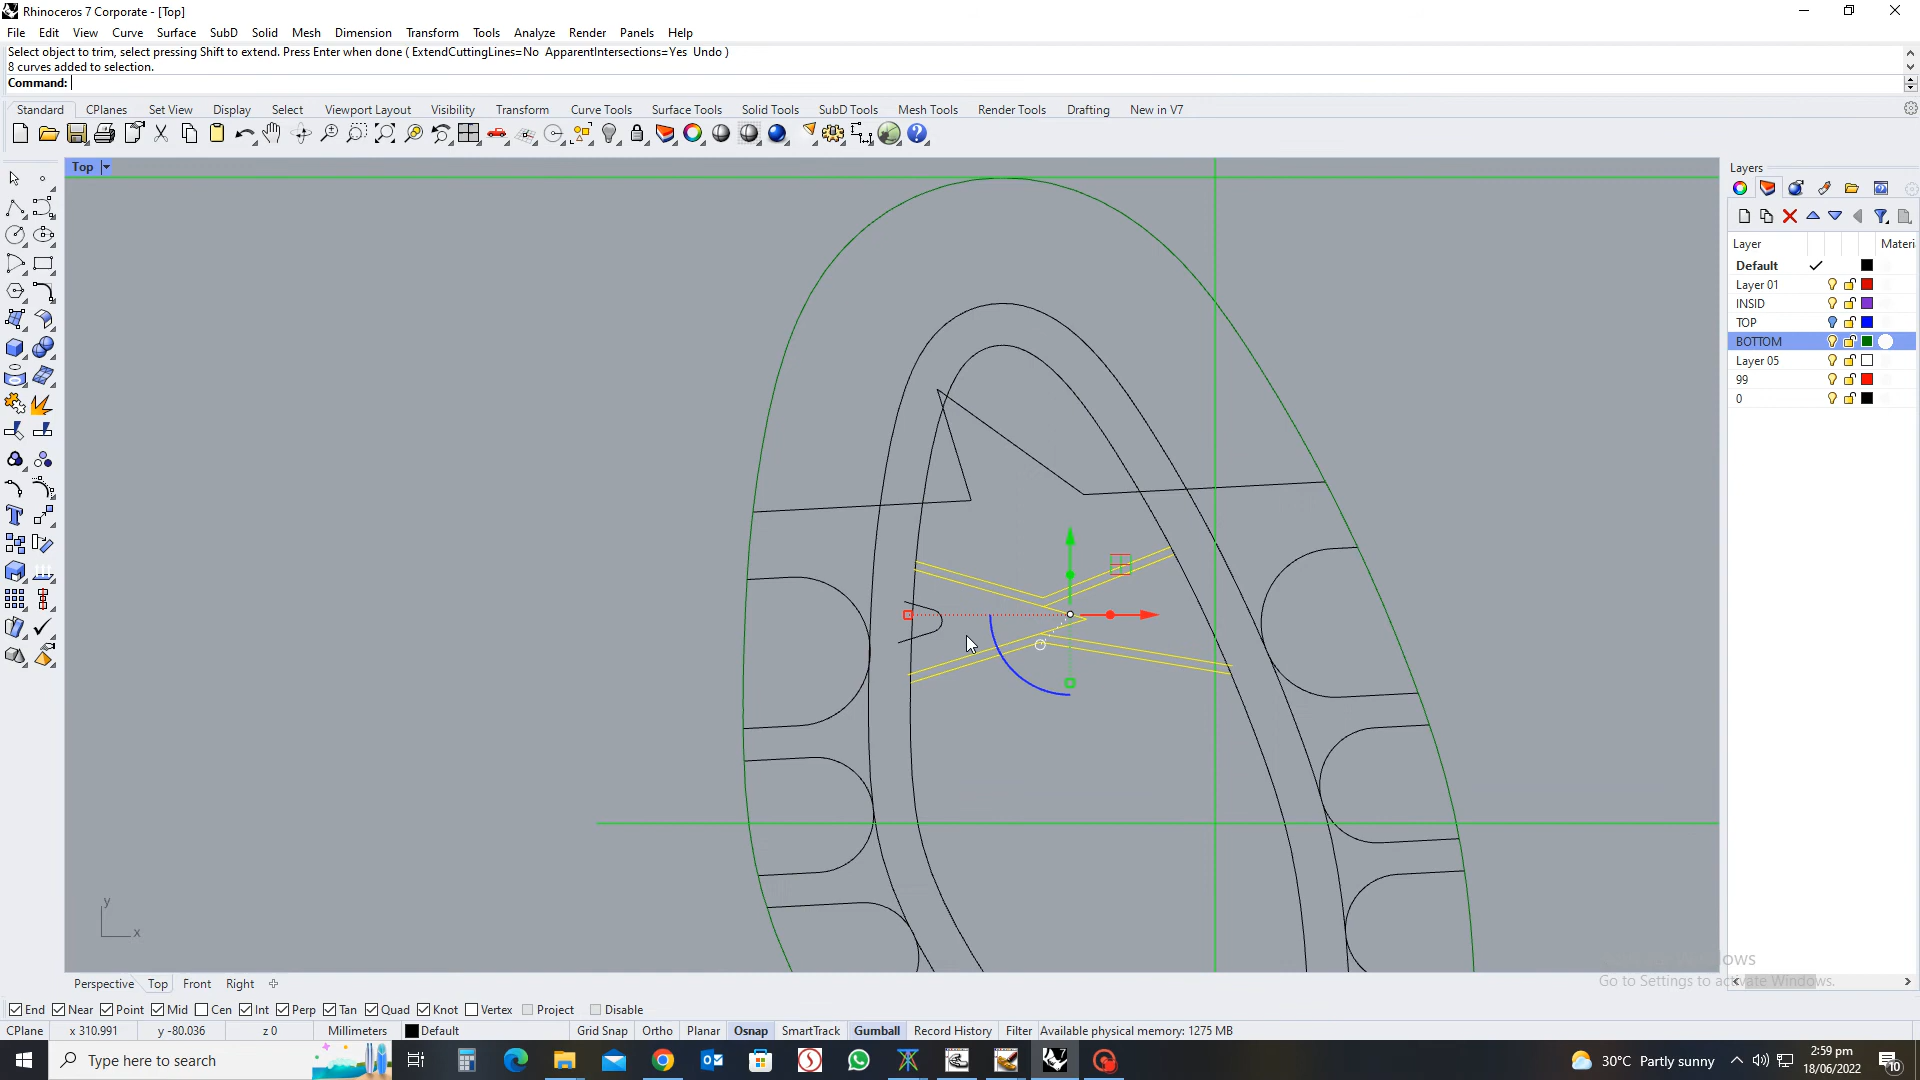 Rhinoceros 7 Corporate - [Top]
File Edit View Curve Surface Solid SubD Mesh Dimension Transform Tools Analyze Render Panels Help
Select object to trim, select pressing Shift to extend. Press Enter when done ( ExtendCuttingLines=No ApparentIntersections=Yes Undo )
8 curves added to selection.
Command:
Standard CPlanes Set View Display Select Viewport Layout Visibility Transform Curve Tools Surface Tools Solid Tools SubD Tools Mesh Tools Render Tools Drafting New in V7
Top
Layers
Layer Materi
Default
Layer 01
INSID
TOP
BOTTOM
Layer 05
99
0
y
x
Go to Settings to activate Windows.
Perspective Top Front Right
End Near Point Mid Cen Int Perp Tan Quad Knot Vertex Project Disable
CPlane x 310.991 y -80.036 z 0 Millimeters Default Grid Snap Ortho Planar Osnap SmartTrack Gumball Record History Filter Available physical memory: 1275 MB
Type here to search
30°C Partly sunny
2:59 pm
18/06/2022
10